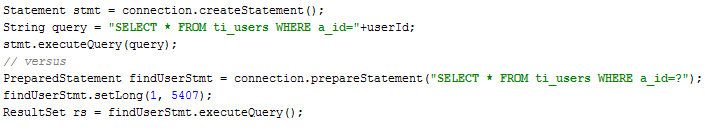 Statement stmt = connection.createStatement();
String query = "SELECT * FROM ti_users WHERE a_id="+userId;
stmt.executeQuery(query);
// versus
PreparedStatement findUserStmt = connection.prepareStatement("SELECT * FROM ti_users WHERE a_id=?");
findUserStmt.setLong(1, 5407);
ResultSet rs = findUserStmt.executeQuery();